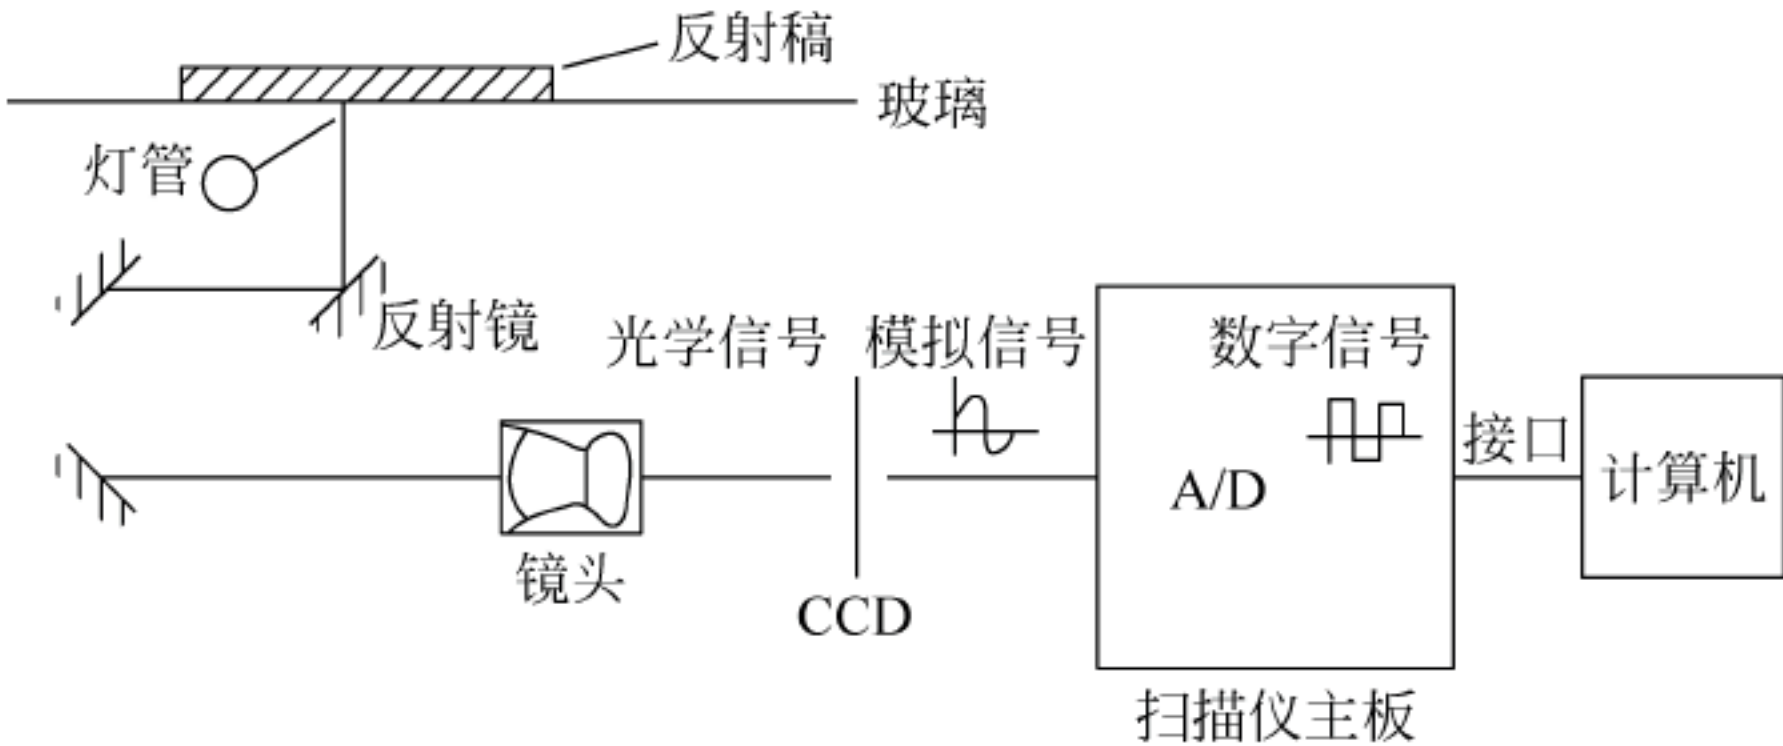 反射稿
玻璃
灯管
反射镜
光学信号
模拟信号
数字信号
接口
计算机
A/D
镜头
CCD
扫描仪主板